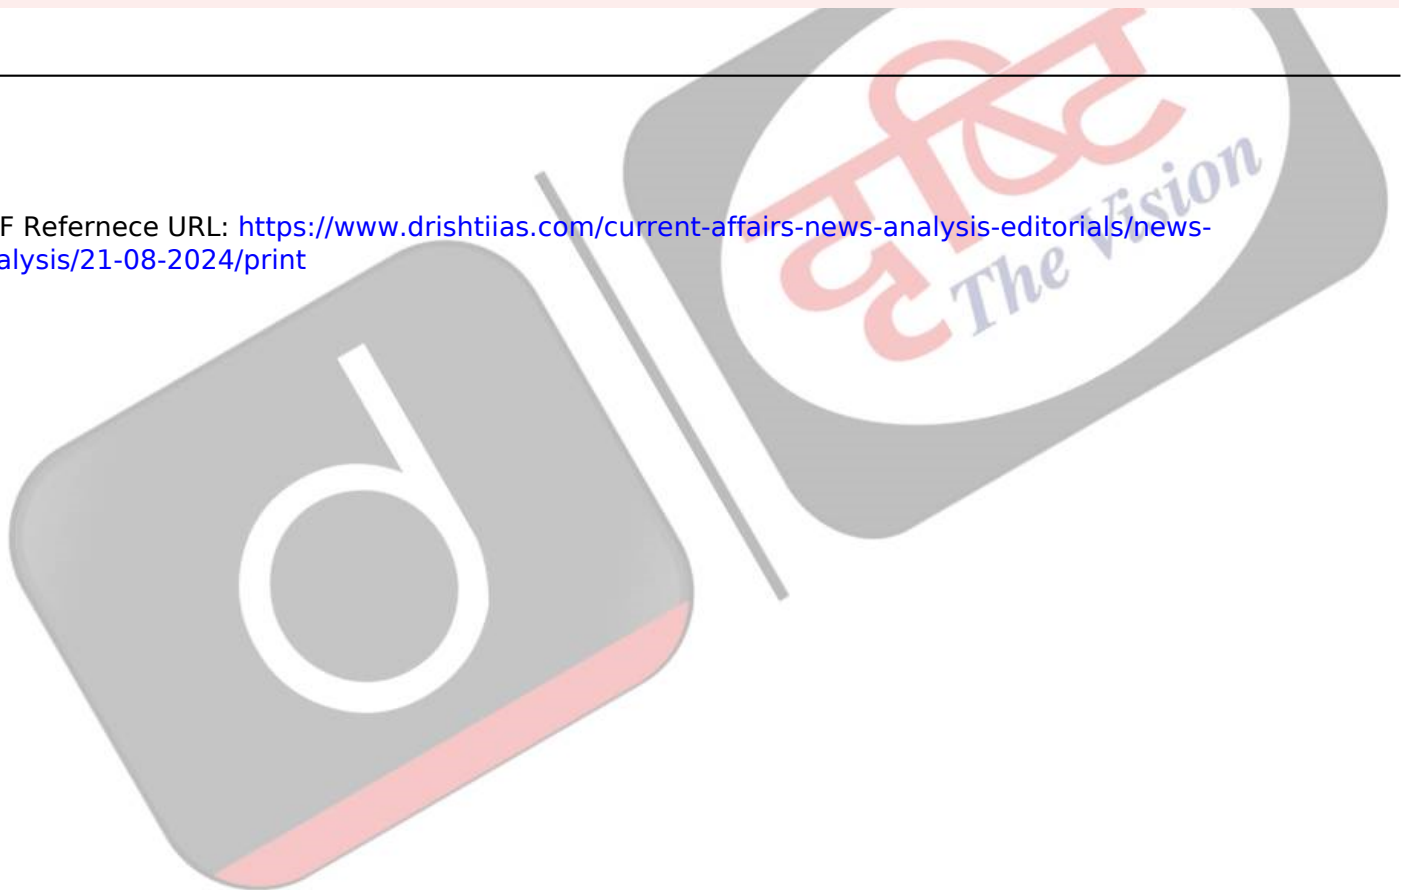 दृष्टि
The Vision
F Refernece URL: https://www.drishtiias.com/current-affairs-news-analysis-editorials/news-
alysis/21-08-2024/print
d